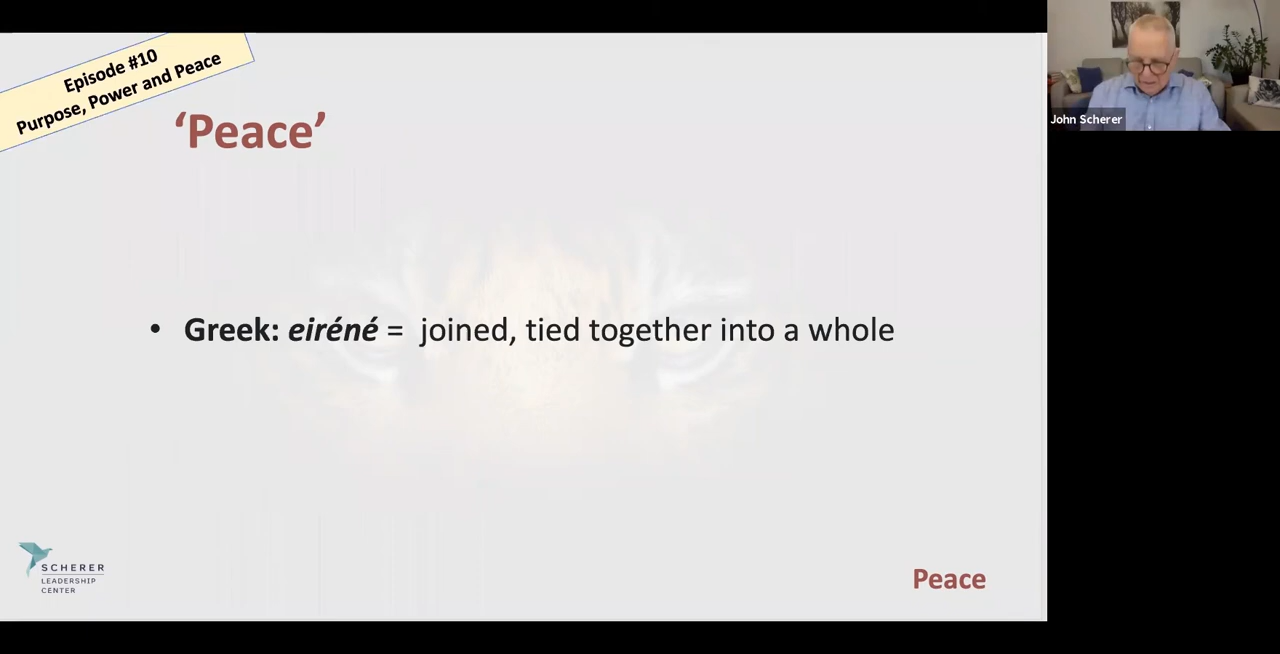 Episode #10
Purpose, Power and Peace
‘Peace’
John Scherer
• Greek: eiréné = joined, tied together into a whole
SCHERER
LEADERSHIP
CENTER
Peace